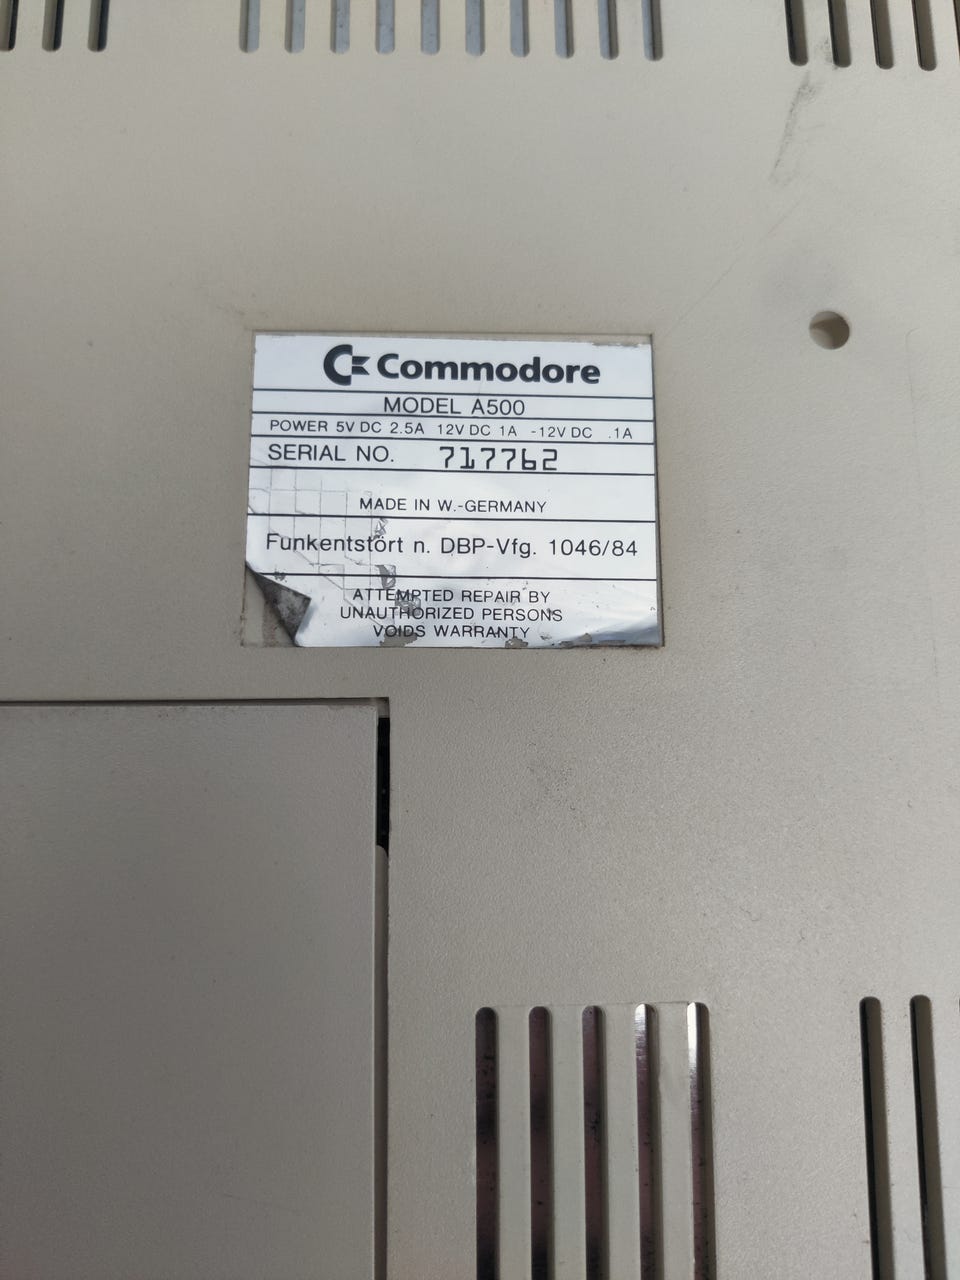 Commodore
MODEL A500
POWER 5V DC 2.5A 12V DC 1A -12V DC .1A
SERIAL NO. 717762
MADE IN W.-GERMANY
Funkentstört n. DBP-Vfg. 1046/84
ATTEMPTED REPAIR BY
UNAUTHORIZED PERSONS
VOIDS WARRANTY